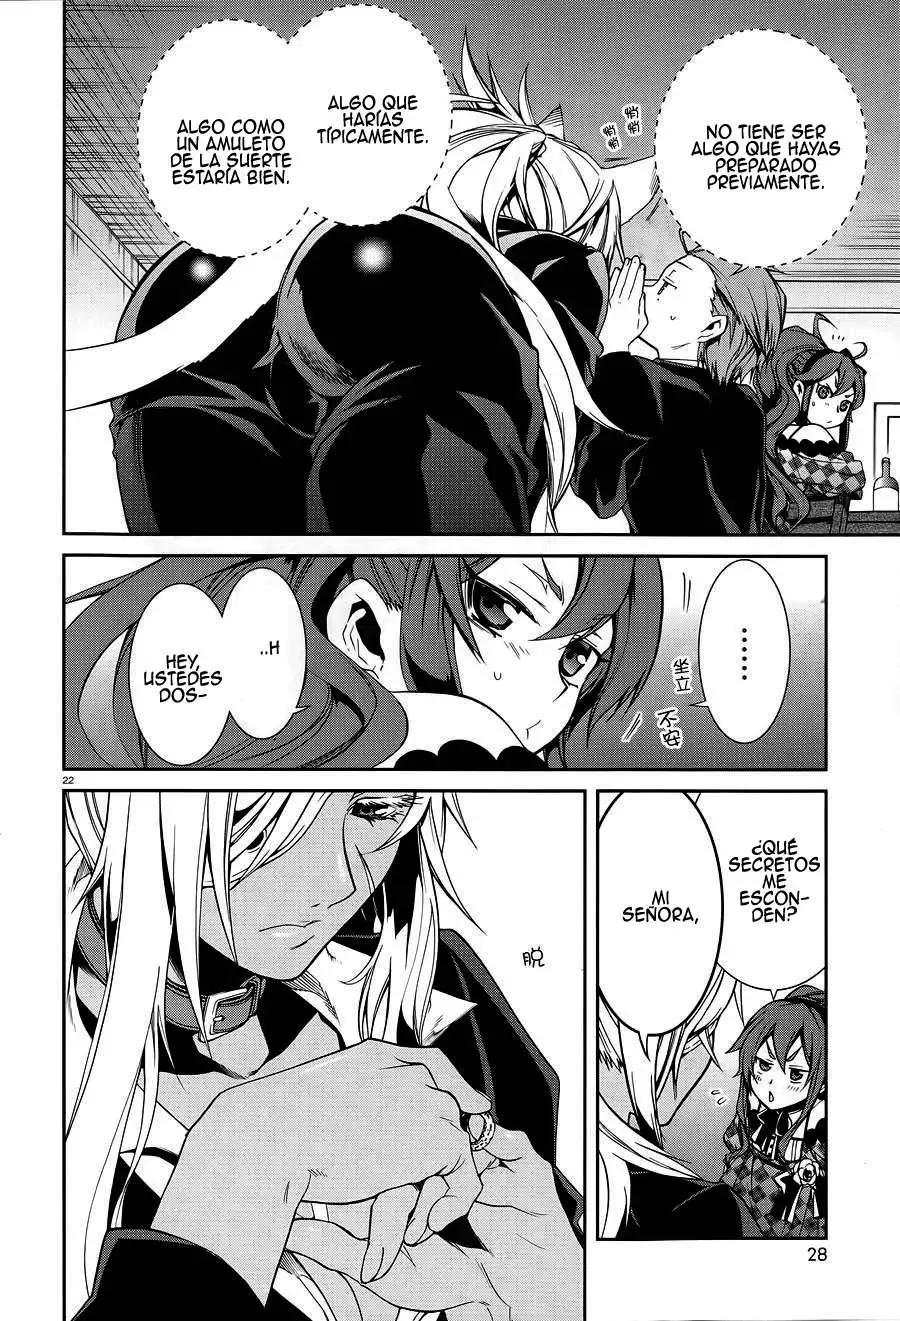 NO TIENE SER
ALGO QUE HAYAS
PREPARADO
PREVIAMENTE.
悄悄
悄悄
ALGO QUE
HARÍAS
TÍPICAMENTE.
ALGO COMO
UN AMULETO
DE LA SUERTE
ESTARÍA BIEN.
......
坐立
不安
..H
HEY,
USTEDES
DOS-
22
¿QUÉ
SECRETOS
ME
ESCON-
DEN?
MI
SEÑORA,
脱
28